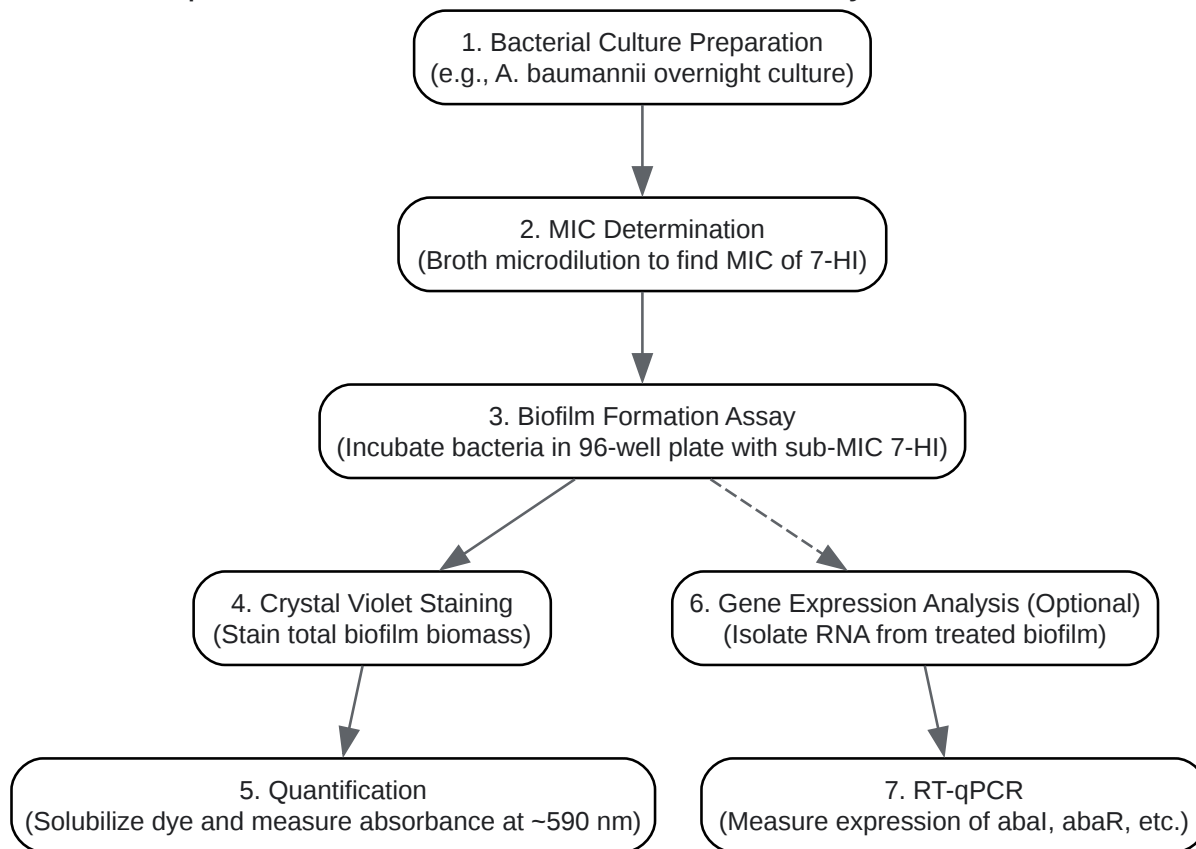 1. Bacterial Culture Preparation
(e.g., A. baumannii overnight culture)
2. MIC Determination
(Broth microdilution to find MIC of 7-HI)
3. Biofilm Formation Assay
(Incubate bacteria in 96-well plate with sub-MIC 7-HI)
4. Crystal Violet Staining
(Stain total biofilm biomass)
6. Gene Expression Analysis (Optional)
(Isolate RNA from treated biofilm)
5. Quantification
(Solubilize dye and measure absorbance at ~590 nm)
7. RT-qPCR
(Measure expression of abaI, abaR, etc.)